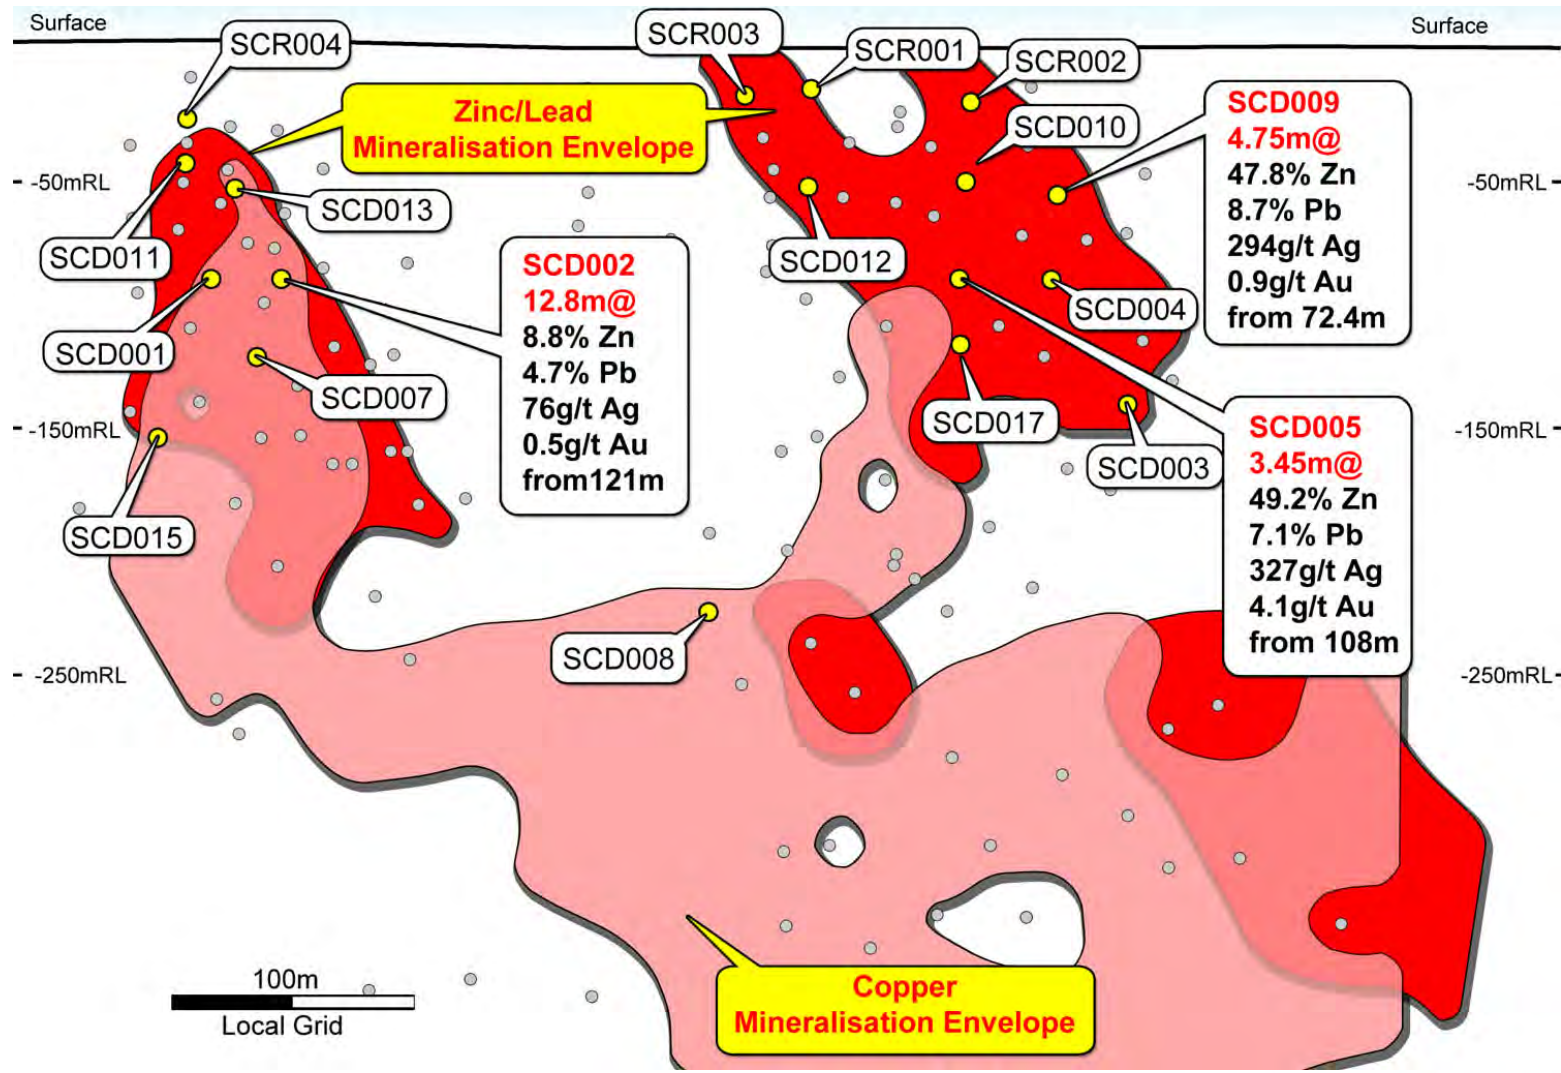 Surface
Surface
SCR004
SCR003
SCR001
SCR002
Zinc/Lead
Mineralisation Envelope
SCD010
SCD009
4.75m@
47.8% Zn
8.7% Pb
294g/t Ag
0.9g/t Au
from 72.4m
-50mRL
-50mRL
SCD013
SCD011
SCD012
SCD002
12.8m@
8.8% Zn
4.7% Pb
76g/t Ag
0.5g/t Au
from121m
SCD004
SCD001
SCD007
SCD017
-150mRL
-150mRL
SCD003
SCD005
3.45m@
49.2% Zn
7.1% Pb
327g/t Ag
4.1g/t Au
from 108m
SCD015
SCD008
-250mRL
-250mRL
100m
Local Grid
Copper
Mineralisation Envelope